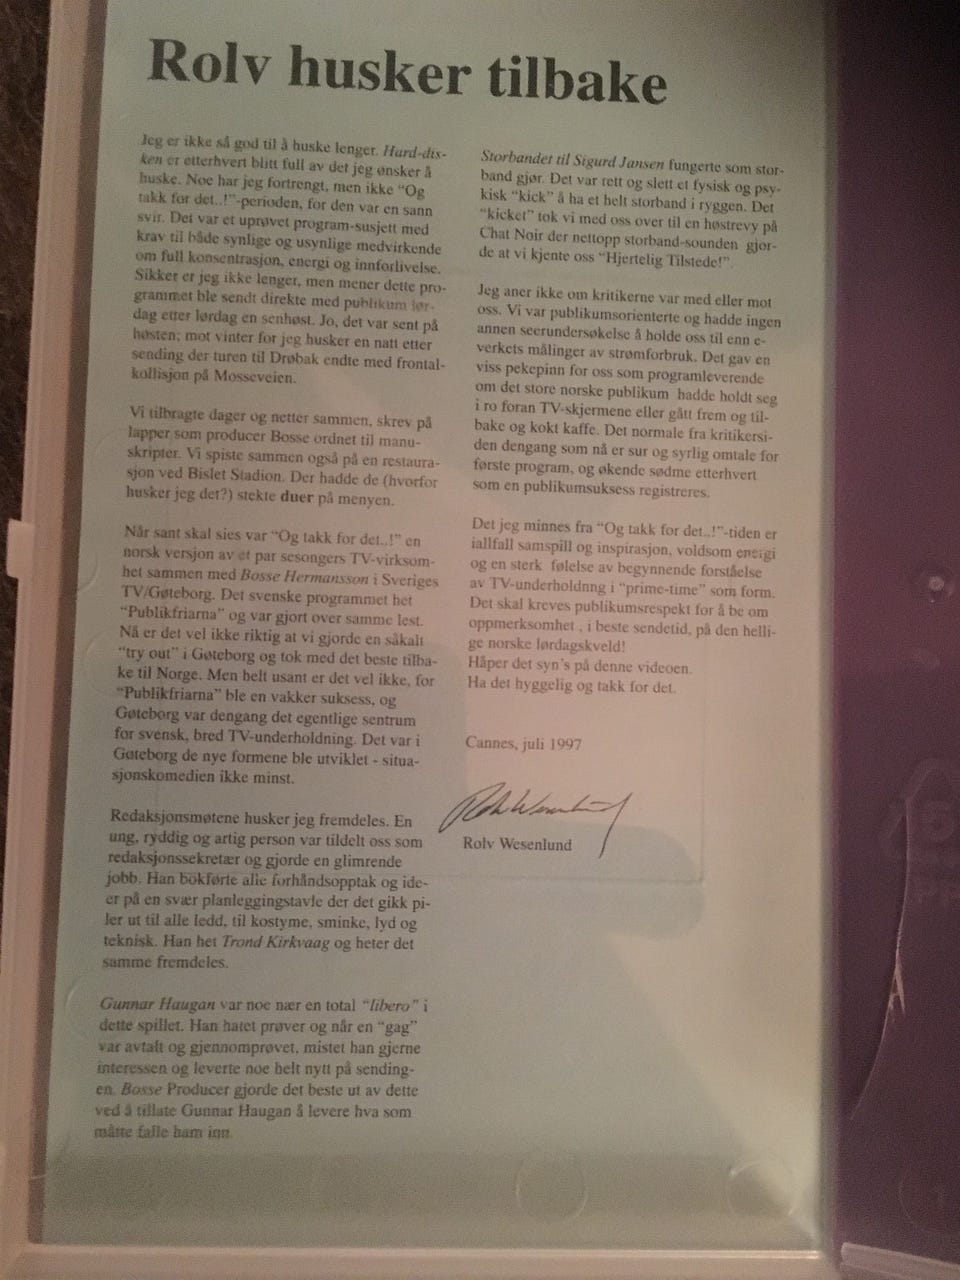 Rolv husker tilbake
Jeg er ikke så god til å huske lenger. Hard-dis-
ken er etterhvert blitt full av det jeg ønsker å
huske. Noe har jeg fortrengt, men ikke “Og
takk for det..!”-perioden, for den var en sann
svir. Det var et uprøvet program-susjett med
krav til både synlige og usynlige medvirkende
om full konsentrasjon, energi og innforlivelse.
Sikker er jeg ikke lenger, men mener dette pro-
grammet ble sendt direkte med publikum lør-
dag etter lørdag en senhøst. Jo, det var sent på
høsten; mot vinter for jeg husker en natt etter
sending der turen til Drøbak endte med frontal-
kollisjon på Mosseveien.
Vi tilbragte dager og netter sammen, skrev på
lapper som producer Bosse ordnet til manu-
skripter. Vi spiste sammen også på en restaura-
sjon ved Bislet Stadion. Der hadde de (hvorfor
husker jeg det?) stekte duer på menyen.
Når sant skal sies var “Og takk for det..!” en
norsk versjon av et par sesongers TV-virksom-
het sammen med Bosse Hermansson i Sveriges
TV/Gøteborg. Det svenske programmet het
“Publikfriarna” og var gjort over samme lest.
Nå er det vel ikke riktig at vi gjorde en såkalt
“try out” i Gøteborg og tok med det beste tilba-
ke til Norge. Men helt usant er det vel ikke, for
“Publikfriarna” ble en vakker suksess, og
Gøteborg var dengang det egentlige sentrum
for svensk, bred TV-underholdning. Det var i
Gøteborg de nye formene ble utviklet - situa-
sjonskomedien ikke minst.
Redaksjonsmøtene husker jeg fremdeles. En
ung, ryddig og artig person var tildelt oss som
redaksjonssekretær og gjorde en glimrende
jobb. Han bokførte alle forhåndsopptak og ide-
er på en svær planleggingstavle der det gikk pi-
ler ut til alle ledd, til kostyme, sminke, lyd og
teknisk. Han het Trond Kirkvaag og heter det
samme fremdeles.
Gunnar Haugan var noe nær en total “libero” i
dette spillet. Han hatet prøver og når en “gag”
var avtalt og gjennomprøvet, mistet han gjerne
interessen og leverte noe helt nytt på sending-
en. Bosse Producer gjorde det beste ut av dette
ved å tillate Gunnar Haugan å levere hva som
måtte falle ham inn.
Storbandet til Sigurd Jansen fungerte som stor-
band gjør. Det var rett og slett et fysisk og psy-
kisk “kick” å ha et helt storband i ryggen. Det
“kicket” tok vi med oss over til en høstrevy på
Chat Noir der nettopp storband-sounden gjor-
de at vi kjente oss “Hjertelig Tilstede!”.
Jeg aner ikke om kritikerne var med eller mot
oss. Vi var publikumsorienterte og hadde ingen
annen seerundersøkelse å holde oss til enn e-
verkets målinger av strømforbruk. Det gav en
viss pekepinn for oss som programleverende
om det store norske publikum hadde holdt seg
i ro foran TV-skjermene eller gått frem og til-
bake og kokt kaffe. Det normale fra kritikersi-
den dengang som nå er sur og syrlig omtale for
første program, og økende sødme etterhvert
som en publikumsuksess registreres.
Det jeg minnes fra “Og takk for det..!”-tiden er
iallfall samspill og inspirasjon, voldsom energi
og en sterk følelse av begynnende forståelse
av TV-underholdnng i “prime-time” som form.
Det skal kreves publikumsrespekt for å be om
oppmerksomhet , i beste sendetid, på den helli-
ge norske lørdagskveld!
Håper det syn’s på denne videoen.
Ha det hyggelig og takk for det.
Cannes, juli 1997
Rolv Wesenlund
Rolv Wesenlund